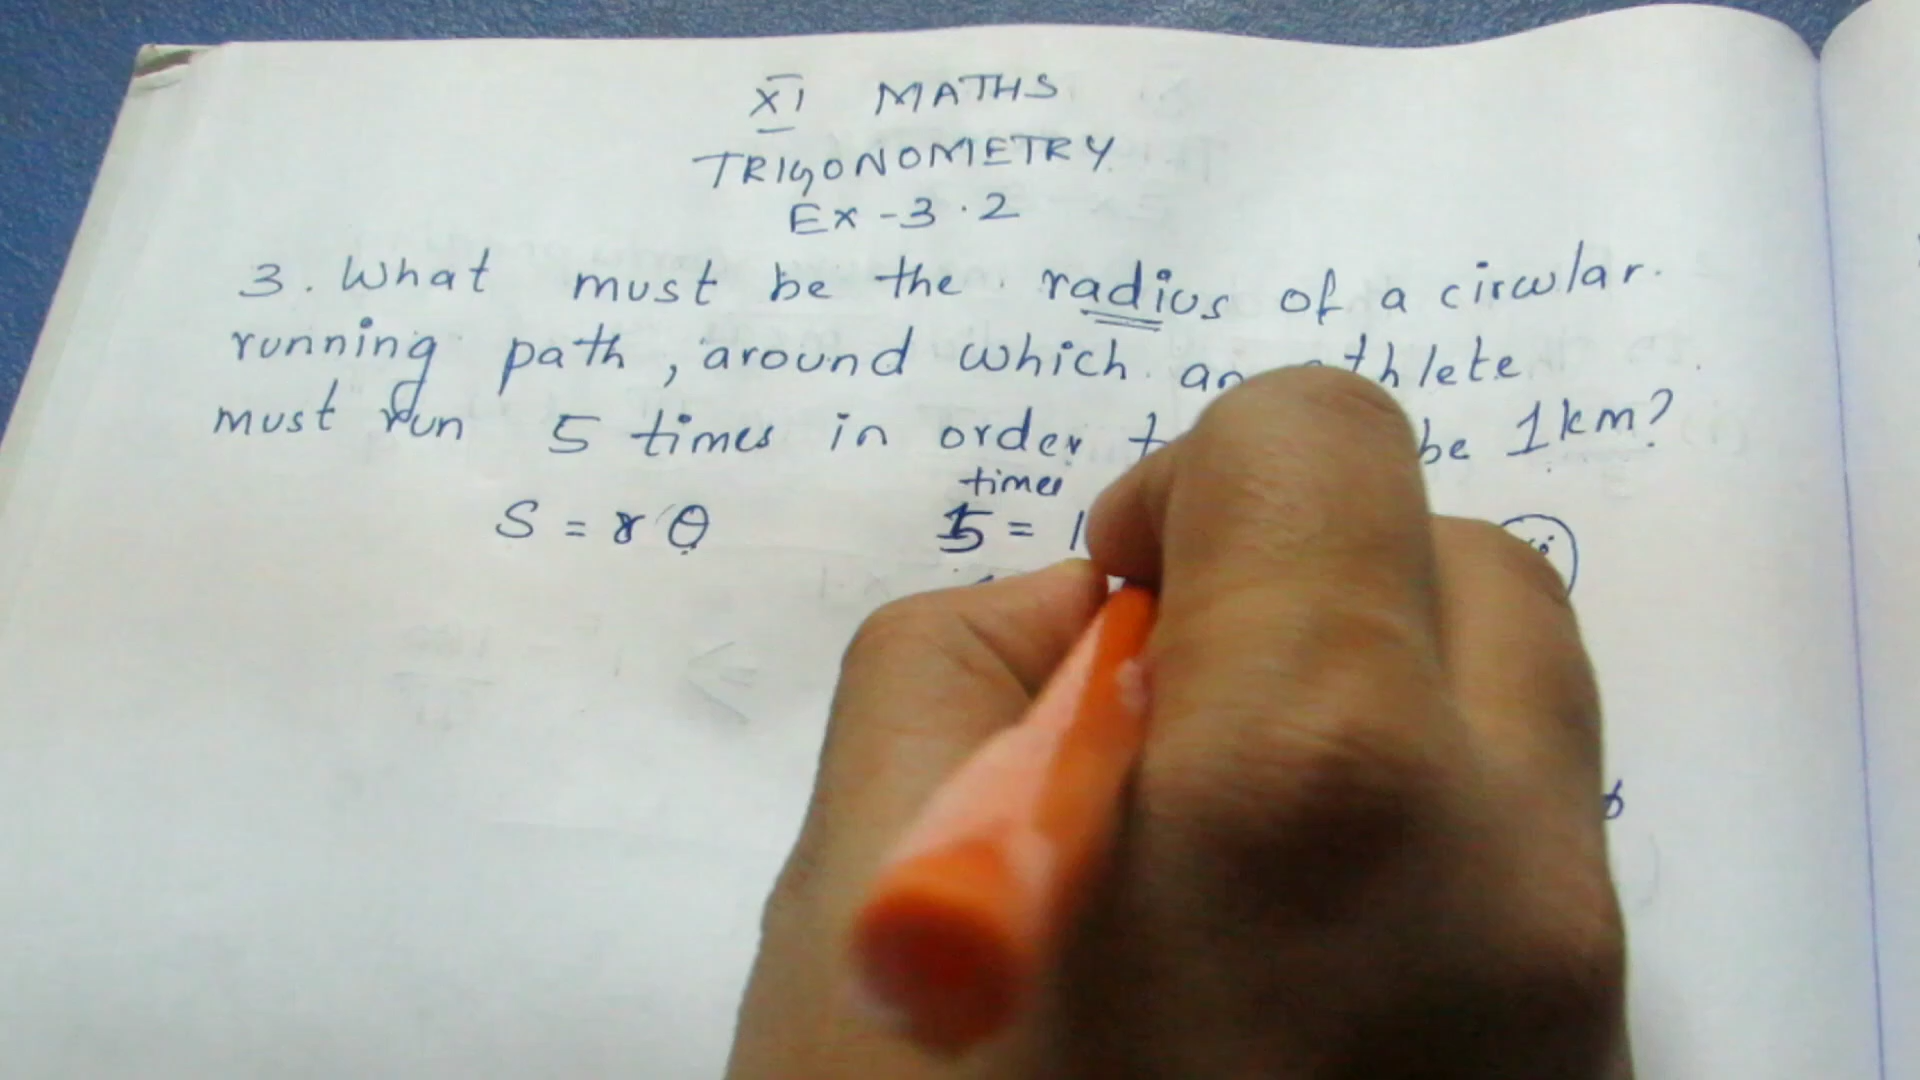 XI MATHS
TRIGONOMETRY
Ex - 3.2
3. What must be the radius of a circular
running path, around which an athlete
must run 5 times in order be 1km?
times
S = rθ 5 = 1